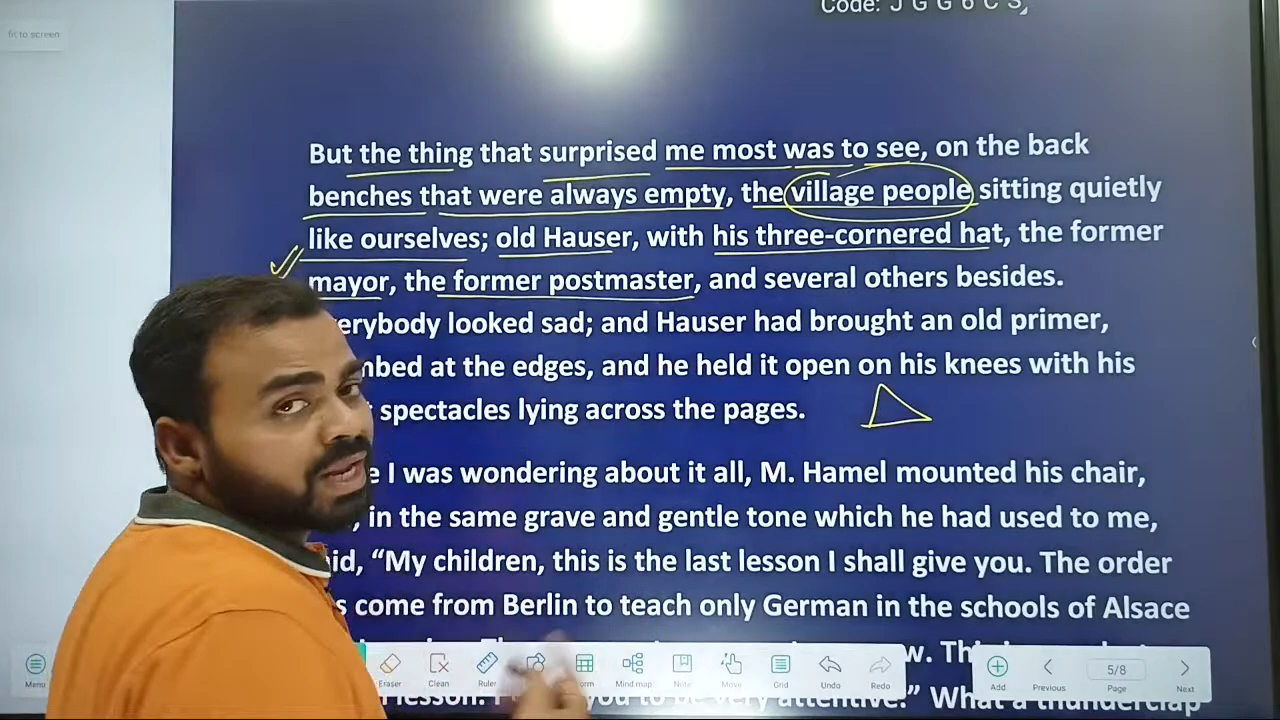 Code: J G G 6 C S
fit to screen
But the thing that surprised me most was to see, on the back
benches that were always empty, the village people sitting quietly
like ourselves; old Hauser, with his three-cornered hat, the former
mayor, the former postmaster, and several others besides.
looked sad; and Hauser had brought an old primer,
at the edges, and he held it open on his knees with his
spectacles lying across the pages.
I was wondering about it all, M. Hamel mounted his chair,
in the same grave and gentle tone which he had used to me,
“My children, this is the last lesson I shall give you. The order
come from Berlin to teach only German in the schools of Alsace
lesson. you to be very attentive.” What a thunderclap
Menu
Eraser
Clean
Ruler
Mind map
Note
Move
Grid
Undo
Redo
Add
Previous
5/8
Page
Next